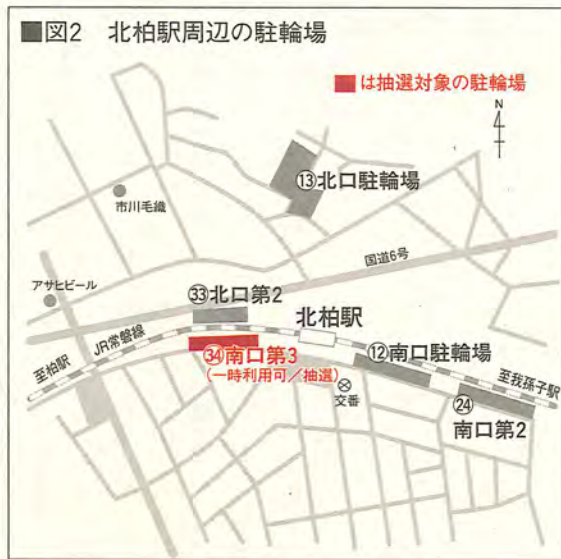 ■図2 北柏駅周辺の駐輪場
■は抽選対象の駐輪場
N
⑬北口駐輪場
市川毛織
国道6号
アサヒビール
㉝北口第2
北柏駅
JR常磐線
至柏駅
㉞南口第3
(一時利用可/抽選)
⑫南口駐輪場
交番
至我孫子駅
㉔
南口第2